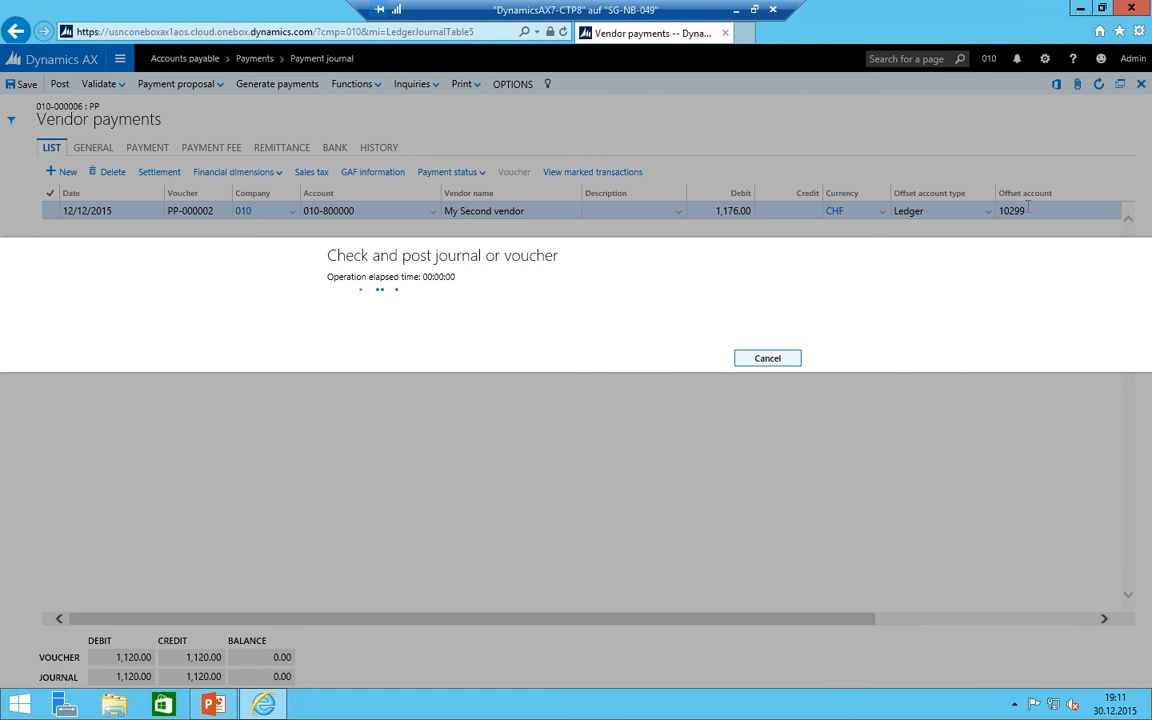 "DynamicsAX7-CTP8" auf "SG-NB-049"
https://usnconeboxax1aos.cloud.onebox.dynamics.com/?cmp=010&mi=LedgerJournalTable5
Vendor payments -- Dyna...
Dynamics AX
Accounts payable > Payments > Payment journal
Search for a page
010
Admin
Save Post Validate Payment proposal Generate payments Functions Inquiries Print OPTIONS
010-000006 : PP
Vendor payments
LIST GENERAL PAYMENT PAYMENT FEE REMITTANCE BANK HISTORY
New Delete Settlement Financial dimensions Sales tax GAF information Payment status Voucher View marked transactions
Date Voucher Company Account Vendor name Description Debit Credit Currency Offset account type Offset account
12/12/2015 PP-000002 010 010-800000 My Second vendor 1,176.00 CHF Ledger 10299
Check and post journal or voucher
Operation elapsed time: 00:00:00
Cancel
DEBIT CREDIT BALANCE
VOUCHER 1,120.00 1,120.00 0.00
JOURNAL 1,120.00 1,120.00 0.00
19:11
30.12.2015